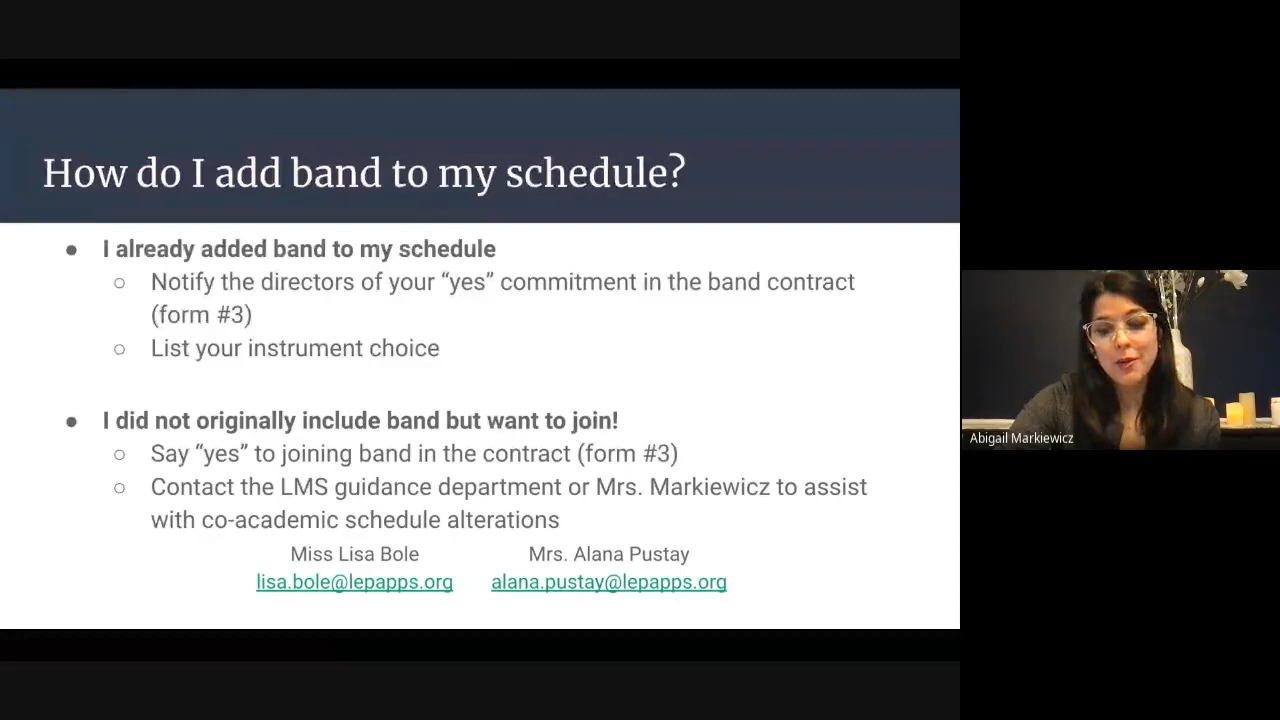 How do I add band to my schedule?
● I already added band to my schedule
○ Notify the directors of your “yes” commitment in the band contract
(form #3)
○ List your instrument choice
● I did not originally include band but want to join!
○ Say “yes” to joining band in the contract (form #3)
○ Contact the LMS guidance department or Mrs. Markiewicz to assist
with co-academic schedule alterations
Miss Lisa Bole Mrs. Alana Pustay
lisa.bole@lepapps.org alana.pustay@lepapps.org
Abigail Markiewicz